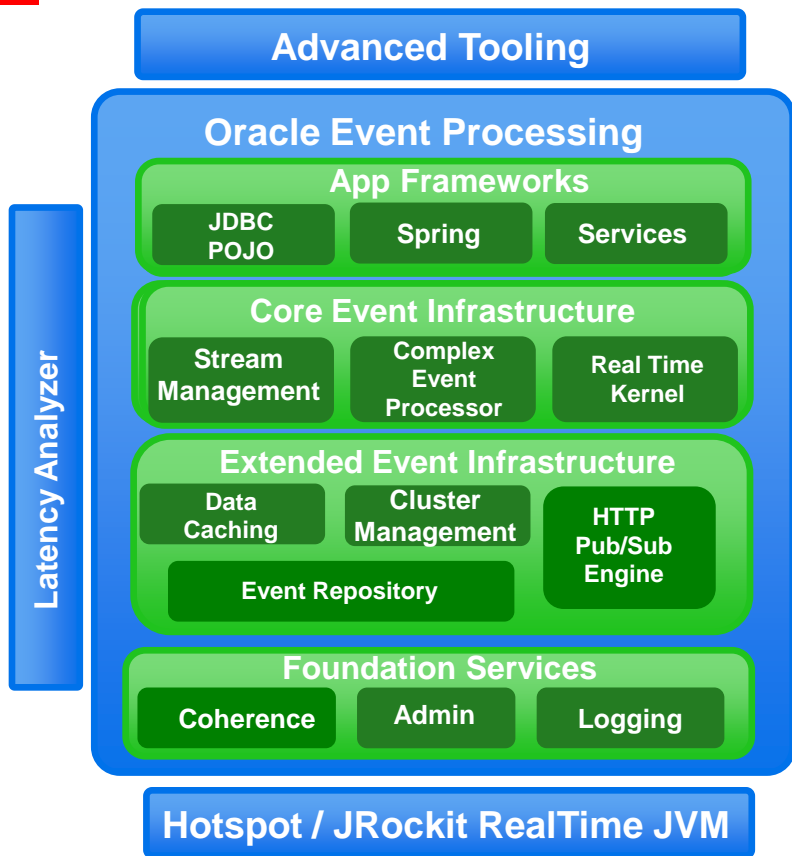 Advanced Tooling
Oracle Event Processing
App Frameworks
JDBC
POJO
Spring
Services
Core Event Infrastructure
Stream
Management
Complex
Event
Processor
Real Time
Kernel
Extended Event Infrastructure
Data
Caching
Cluster
Management
HTTP
Pub/Sub
Engine
Event Repository
Foundation Services
Coherence
Admin
Logging
Latency Analyzer
Hotspot / JRockit RealTime JVM